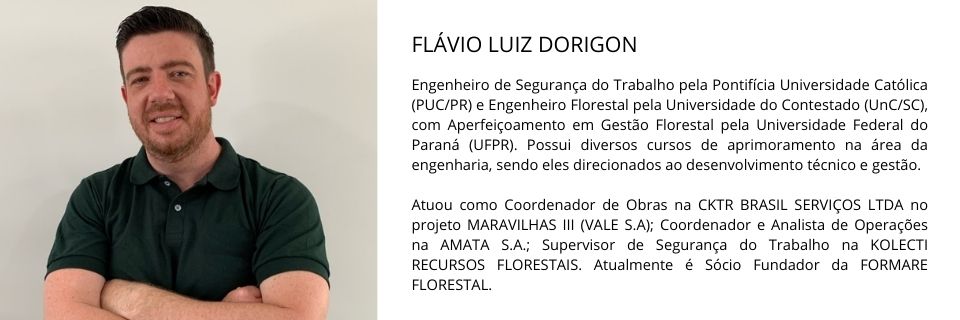 FLÁVIO LUIZ DORIGON
Engenheiro de Segurança do Trabalho pela Pontifícia Universidade Católica
(PUC/PR) e Engenheiro Florestal pela Universidade do Contestado (UnC/SC),
com Aperfeiçoamento em Gestão Florestal pela Universidade Federal do
Paraná (UFPR). Possui diversos cursos de aprimoramento na área da
engenharia, sendo eles direcionados ao desenvolvimento técnico e gestão.
Atuou como Coordenador de Obras na CKTR BRASIL SERVIÇOS LTDA no
projeto MARAVILHAS III (VALE S.A); Coordenador e Analista de Operações
na AMATA S.A.; Supervisor de Segurança do Trabalho na KOLECTI
RECURSOS FLORESTAIS. Atualmente é Sócio Fundador da FORMARE
FLORESTAL.